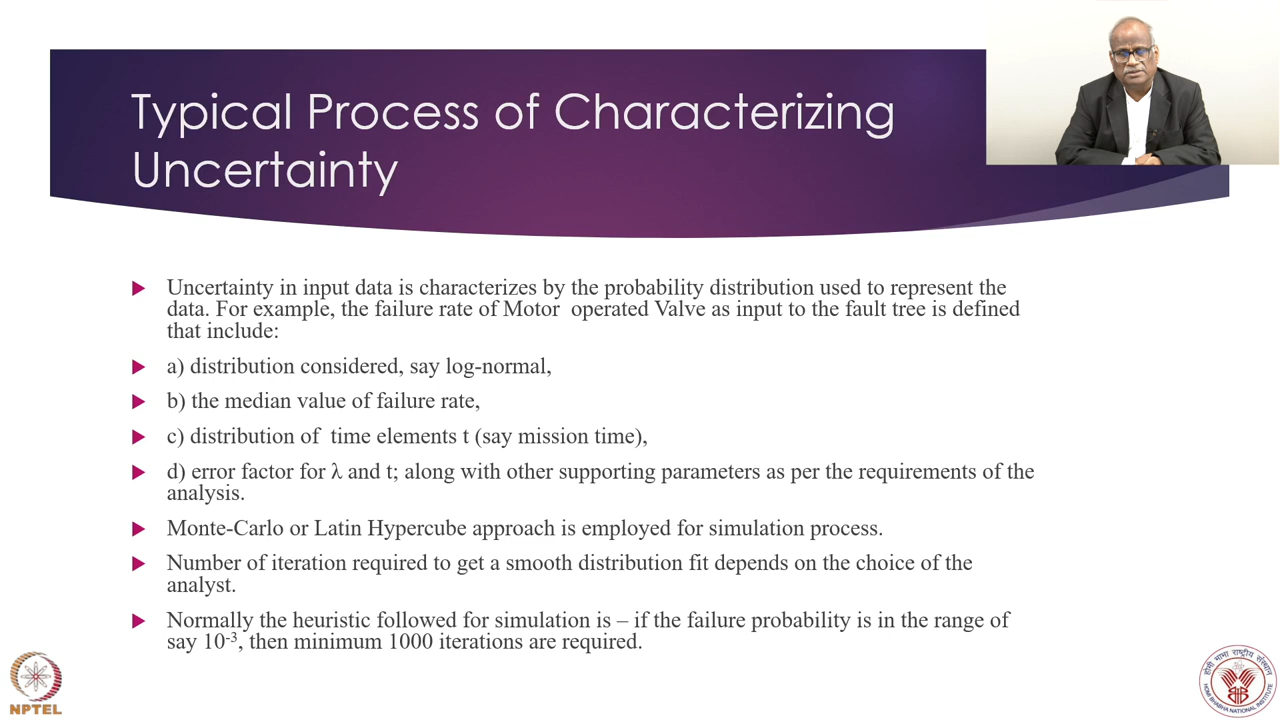 Typical Process of Characterizing
Uncertainty
Uncertainty in input data is characterizes by the probability distribution used to represent the
data. For example, the failure rate of Motor operated Valve as input to the fault tree is defined
that include:
a) distribution considered, say log-normal,
b) the median value of failure rate,
c) distribution of time elements t (say mission time),
d) error factor for λ and t; along with other supporting parameters as per the requirements of the
analysis.
Monte-Carlo or Latin Hypercube approach is employed for simulation process.
Number of iteration required to get a smooth distribution fit depends on the choice of the
analyst.
Normally the heuristic followed for simulation is – if the failure probability is in the range of
say 10⁻³, then minimum 1000 iterations are required.
NPTEL
होमी भाभा राष्ट्रीय संस्थान
HOMI BHABHA NATIONAL INSTITUTE